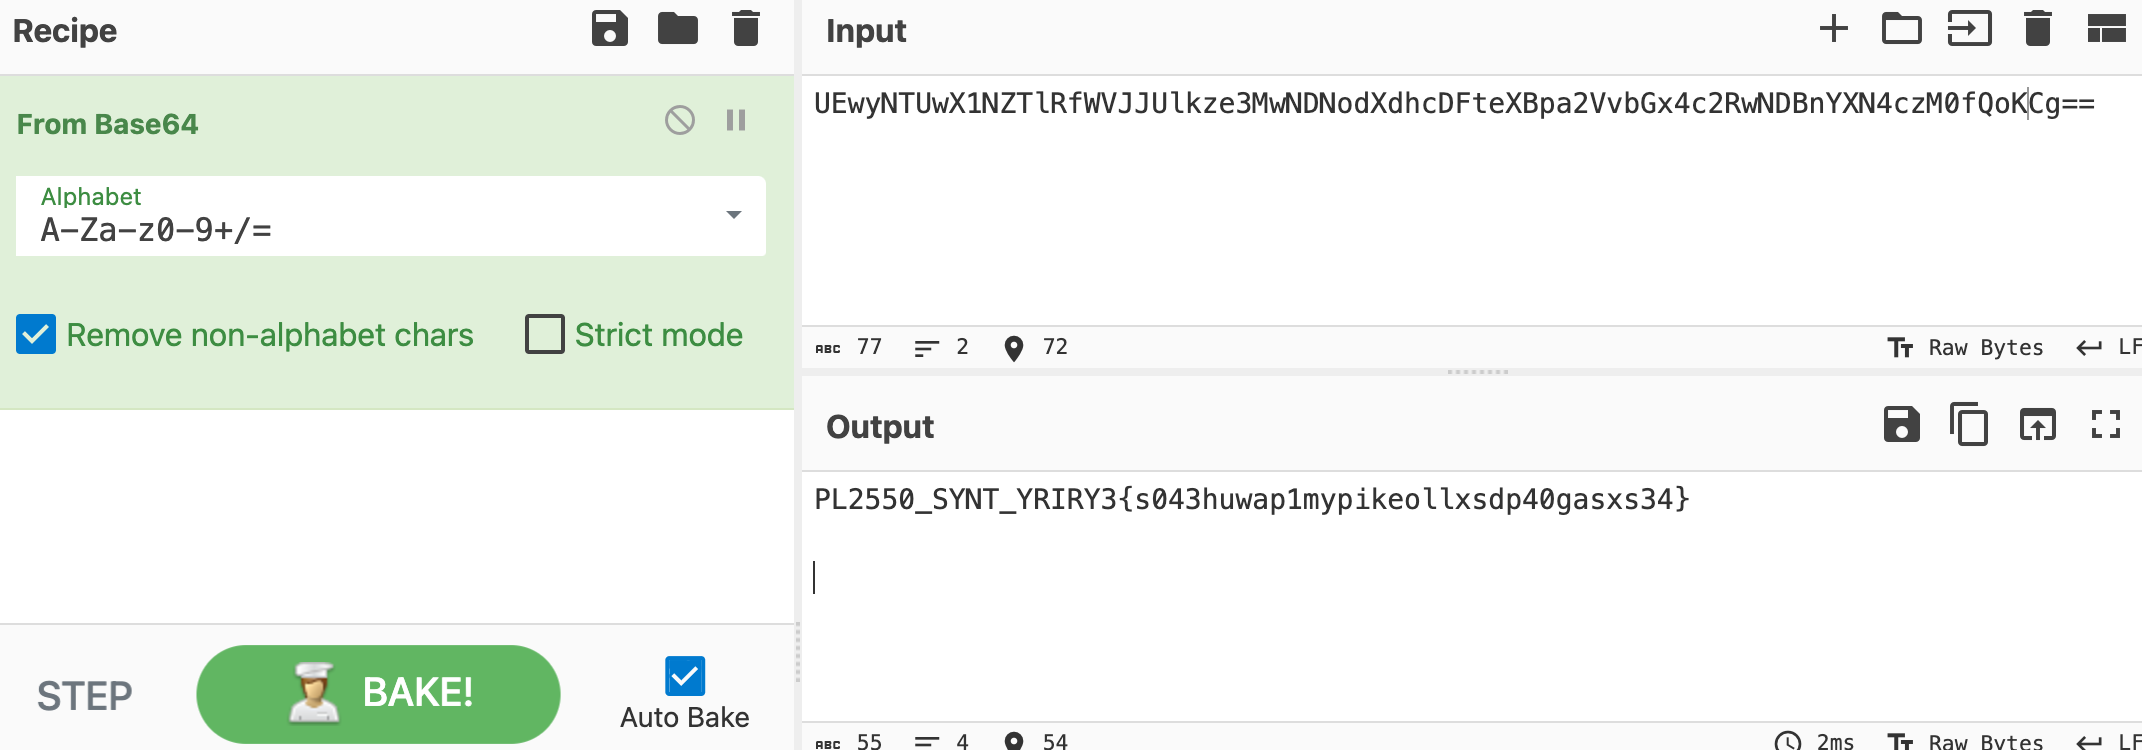 Recipe
From Base64
Alphabet
A-Za-z0-9+/=
Remove non-alphabet chars
Strict mode
STEP
BAKE!
Auto Bake
Input
UEwyNTUwX1NZTlRfWVJJUlkze3MwNDNodXdhcDFteXBpa2VvbGx4c2RwNDBnYXN4czM0fQoKCg==
ABC 77 2 72
Raw Bytes LF
Output
PL2550_SYNT_YRIRY3{s043huwap1mypikeollxsdp40gasxs34}
ABC 55 4 54
2ms Raw Bytes LF